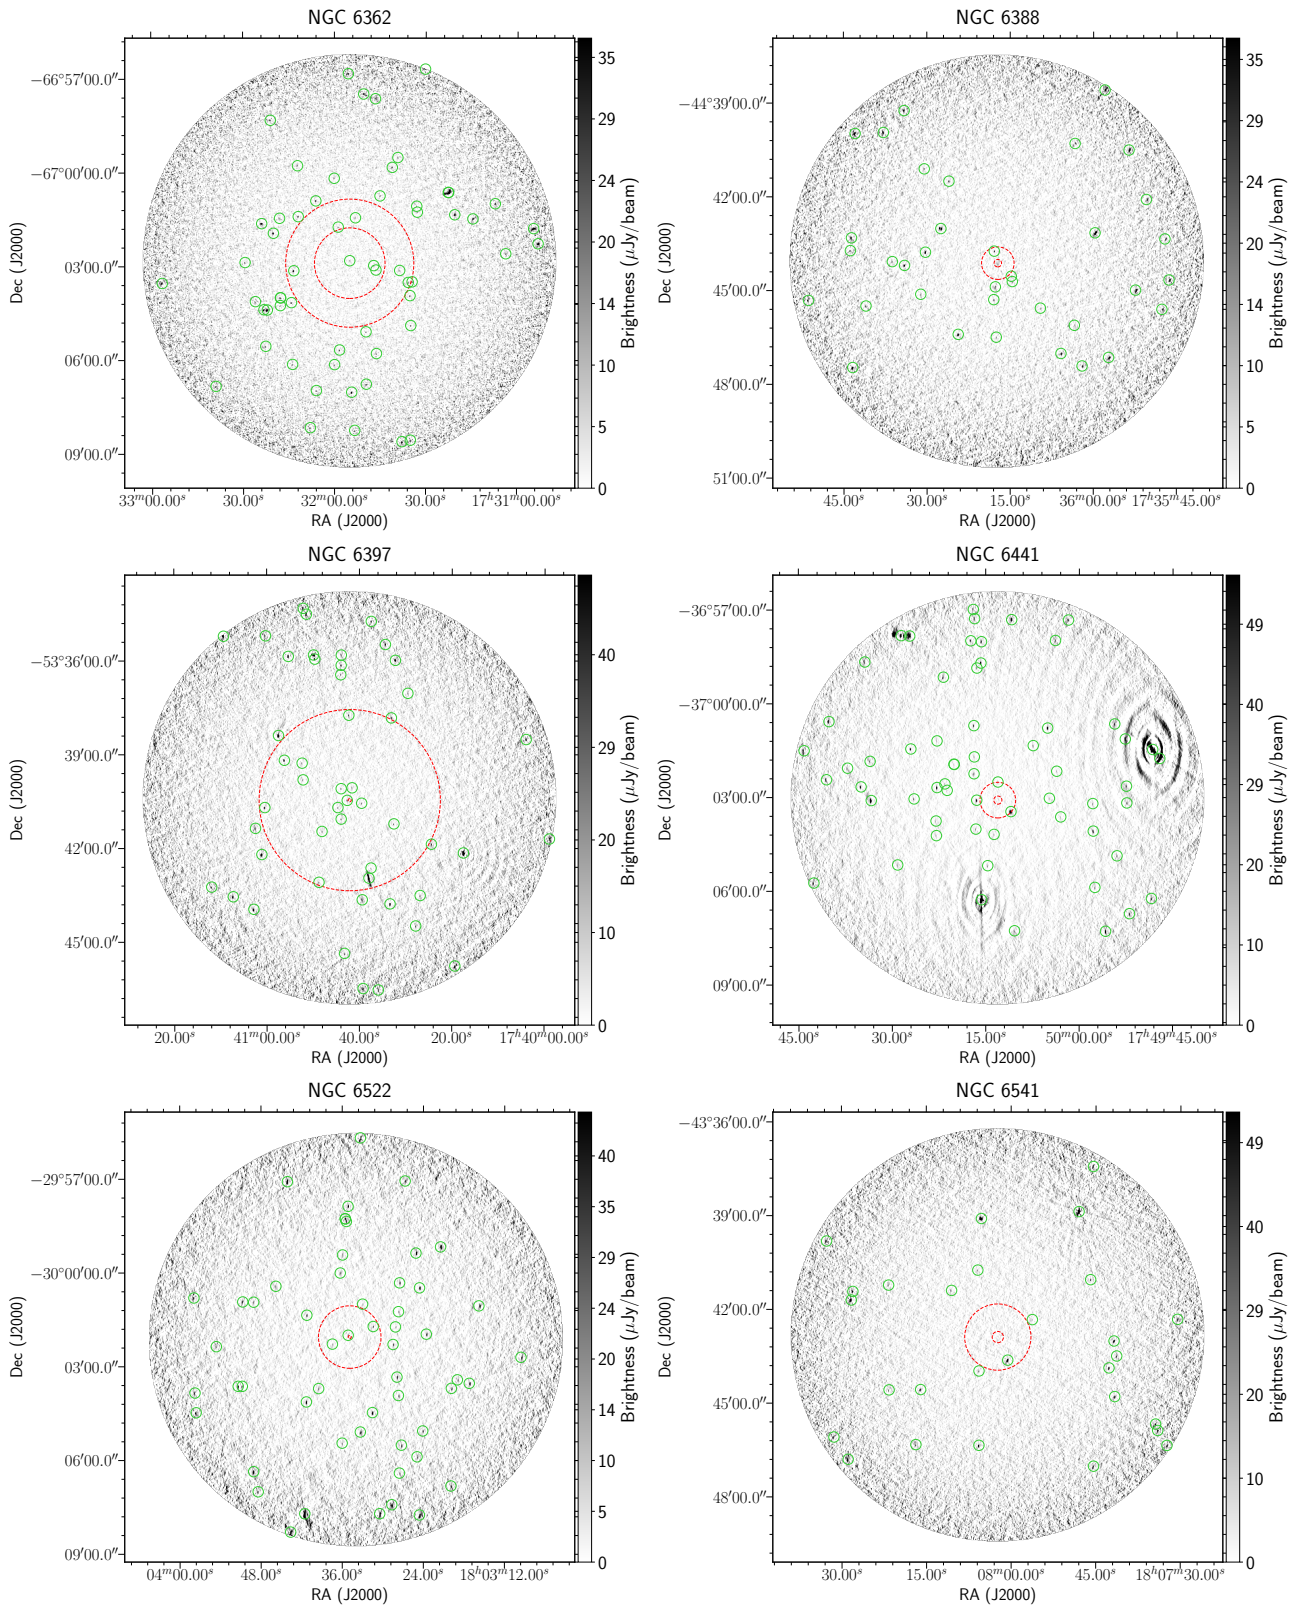 NGC 6362
−66°57′00.0″
−67°00′00.0″
03′00.0″
06′00.0″
09′00.0″
Dec (J2000)
33ᵐ00.00ˢ
30.00ˢ
32ᵐ00.00ˢ
30.00ˢ
17ʰ31ᵐ00.00ˢ
RA (J2000)
35
29
24
20
14
10
5
0
Brightness (μJy/beam)
NGC 6388
−44°39′00.0″
42′00.0″
45′00.0″
48′00.0″
51′00.0″
Dec (J2000)
45.00ˢ
30.00ˢ
15.00ˢ
36ᵐ00.00ˢ
17ʰ35ᵐ45.00ˢ
RA (J2000)
35
29
24
20
14
10
5
0
Brightness (μJy/beam)
NGC 6397
−53°36′00.0″
39′00.0″
42′00.0″
45′00.0″
Dec (J2000)
20.00ˢ
41ᵐ00.00ˢ
40.00ˢ
20.00ˢ
17ʰ40ᵐ00.00ˢ
RA (J2000)
40
29
20
10
0
Brightness (μJy/beam)
NGC 6441
−36°57′00.0″
−37°00′00.0″
03′00.0″
06′00.0″
09′00.0″
Dec (J2000)
45.00ˢ
30.00ˢ
15.00ˢ
50ᵐ00.00ˢ
17ʰ49ᵐ45.00ˢ
RA (J2000)
49
40
29
20
10
0
Brightness (μJy/beam)
NGC 6522
−29°57′00.0″
−30°00′00.0″
03′00.0″
06′00.0″
09′00.0″
Dec (J2000)
04ᵐ00.00ˢ
48.00ˢ
36.00ˢ
24.00ˢ
18ʰ03ᵐ12.00ˢ
RA (J2000)
40
35
29
24
20
14
10
5
0
Brightness (μJy/beam)
NGC 6541
−43°36′00.0″
39′00.0″
42′00.0″
45′00.0″
48′00.0″
Dec (J2000)
30.00ˢ
15.00ˢ
08ᵐ00.00ˢ
45.00ˢ
18ʰ07ᵐ30.00ˢ
RA (J2000)
49
40
29
20
10
0
Brightness (μJy/beam)